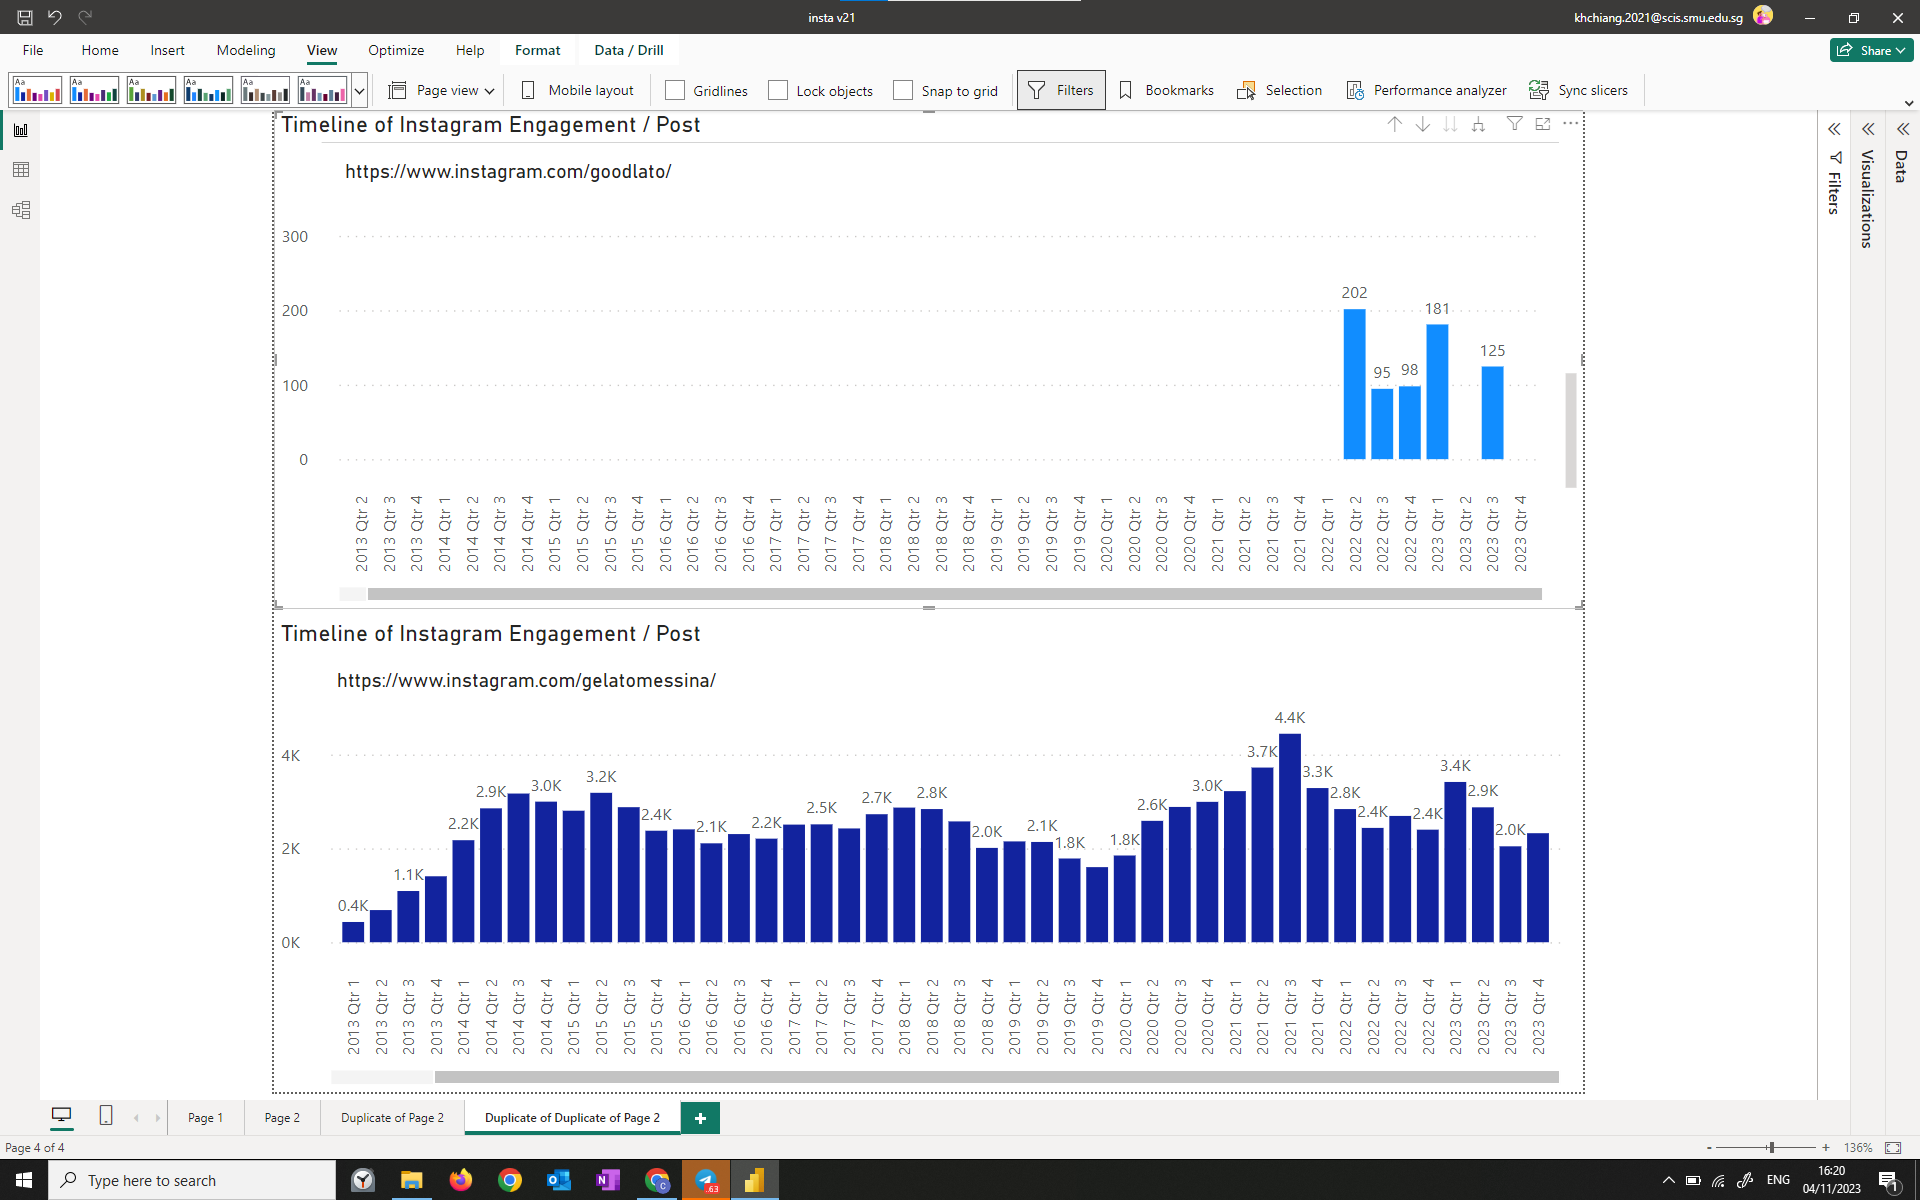 insta v21
khchiang.2021@scis.smu.edu.sg
File Home Insert Modeling View Optimize Help Format Data / Drill
Share
Aa Aa Aa Aa Aa Aa
Page view Mobile layout Gridlines Lock objects Snap to grid Filters Bookmarks Selection Performance analyzer Sync slicers
Timeline of Instagram Engagement / Post
https://www.instagram.com/goodlato/
300
200
100
0
202
95
98
181
125
2013 Qtr 2
2013 Qtr 3
2013 Qtr 4
2014 Qtr 1
2014 Qtr 2
2014 Qtr 3
2014 Qtr 4
2015 Qtr 1
2015 Qtr 2
2015 Qtr 3
2015 Qtr 4
2016 Qtr 1
2016 Qtr 2
2016 Qtr 3
2016 Qtr 4
2017 Qtr 1
2017 Qtr 2
2017 Qtr 3
2017 Qtr 4
2018 Qtr 1
2018 Qtr 2
2018 Qtr 3
2018 Qtr 4
2019 Qtr 1
2019 Qtr 2
2019 Qtr 3
2019 Qtr 4
2020 Qtr 1
2020 Qtr 2
2020 Qtr 3
2020 Qtr 4
2021 Qtr 1
2021 Qtr 2
2021 Qtr 3
2021 Qtr 4
2022 Qtr 1
2022 Qtr 2
2022 Qtr 3
2022 Qtr 4
2023 Qtr 1
2023 Qtr 2
2023 Qtr 3
2023 Qtr 4
Filters
Visualizations
Data
Timeline of Instagram Engagement / Post
https://www.instagram.com/gelatomessina/
4K
2K
0K
0.4K
1.1K
2.2K
2.9K
3.0K
3.2K
2.4K
2.1K
2.2K
2.5K
2.7K
2.8K
2.0K
2.1K
1.8K
1.8K
2.6K
3.0K
3.7K
4.4K
3.3K
2.8K
2.4K
2.4K
3.4K
2.9K
2.0K
2013 Qtr 1
2013 Qtr 2
2013 Qtr 3
2013 Qtr 4
2014 Qtr 1
2014 Qtr 2
2014 Qtr 3
2014 Qtr 4
2015 Qtr 1
2015 Qtr 2
2015 Qtr 3
2015 Qtr 4
2016 Qtr 1
2016 Qtr 2
2016 Qtr 3
2016 Qtr 4
2017 Qtr 1
2017 Qtr 2
2017 Qtr 3
2017 Qtr 4
2018 Qtr 1
2018 Qtr 2
2018 Qtr 3
2018 Qtr 4
2019 Qtr 1
2019 Qtr 2
2019 Qtr 3
2019 Qtr 4
2020 Qtr 1
2020 Qtr 2
2020 Qtr 3
2020 Qtr 4
2021 Qtr 1
2021 Qtr 2
2021 Qtr 3
2021 Qtr 4
2022 Qtr 1
2022 Qtr 2
2022 Qtr 3
2022 Qtr 4
2023 Qtr 1
2023 Qtr 2
2023 Qtr 3
2023 Qtr 4
Page 1 Page 2 Duplicate of Page 2 Duplicate of Duplicate of Page 2 +
Page 4 of 4
- + 136%
Type here to search
N
C
63
ENG
16:20
04/11/2023
1